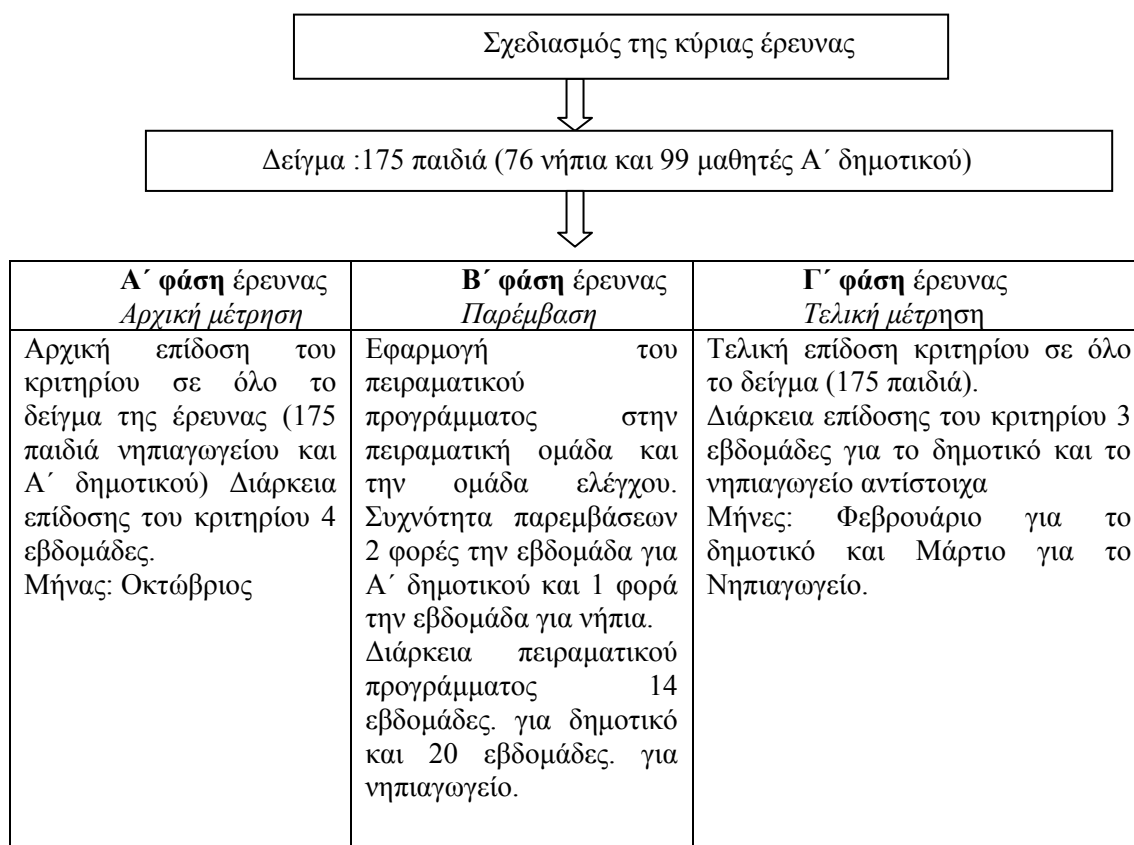 Σχεδιασμός της κύριας έρευνας
Δείγμα :175 παιδιά (76 νήπια και 99 μαθητές Α΄ δημοτικού)
Α΄ φάση έρευνας
Αρχική μέτρηση
Αρχική επίδοση του
κριτηρίου σε όλο το
δείγμα της έρευνας (175
παιδιά νηπιαγωγείου και
Α΄ δημοτικού) Διάρκεια
επίδοσης του κριτηρίου 4
εβδομάδες.
Μήνας: Οκτώβριος
Β΄ φάση έρευνας
Παρέμβαση
Εφαρμογή του
πειραματικού
προγράμματος στην
πειραματική ομάδα και
την ομάδα ελέγχου.
Συχνότητα παρεμβάσεων
2 φορές την εβδομάδα για
Α΄ δημοτικού και 1 φορά
την εβδομάδα για νήπια.
Διάρκεια πειραματικού
προγράμματος 14
εβδομάδες. για δημοτικό
και 20 εβδομάδες. για
νηπιαγωγείο.
Γ΄ φάση έρευνας
Τελική μέτρηση
Τελική επίδοση κριτηρίου σε όλο
το δείγμα (175 παιδιά).
Διάρκεια επίδοσης του κριτηρίου 3
εβδομάδες για το δημοτικό και το
νηπιαγωγείο αντίστοιχα
Μήνες: Φεβρουάριο για το
δημοτικό και Μάρτιο για το
Νηπιαγωγείο.